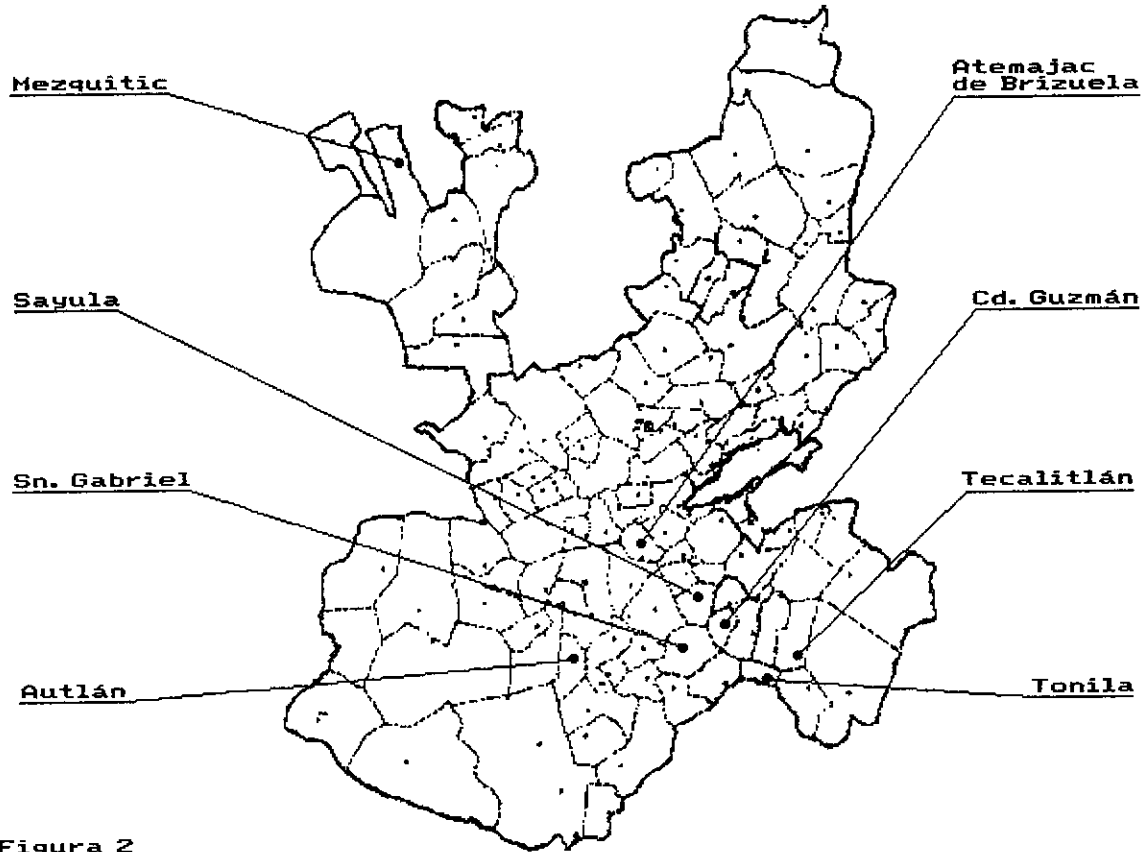 Mezquitic
Atemajac
de Brizuela
Sayula
Cd. Guzmán
Sn. Gabriel
Tecalitlán
Autlán
Tonila
Figura 2